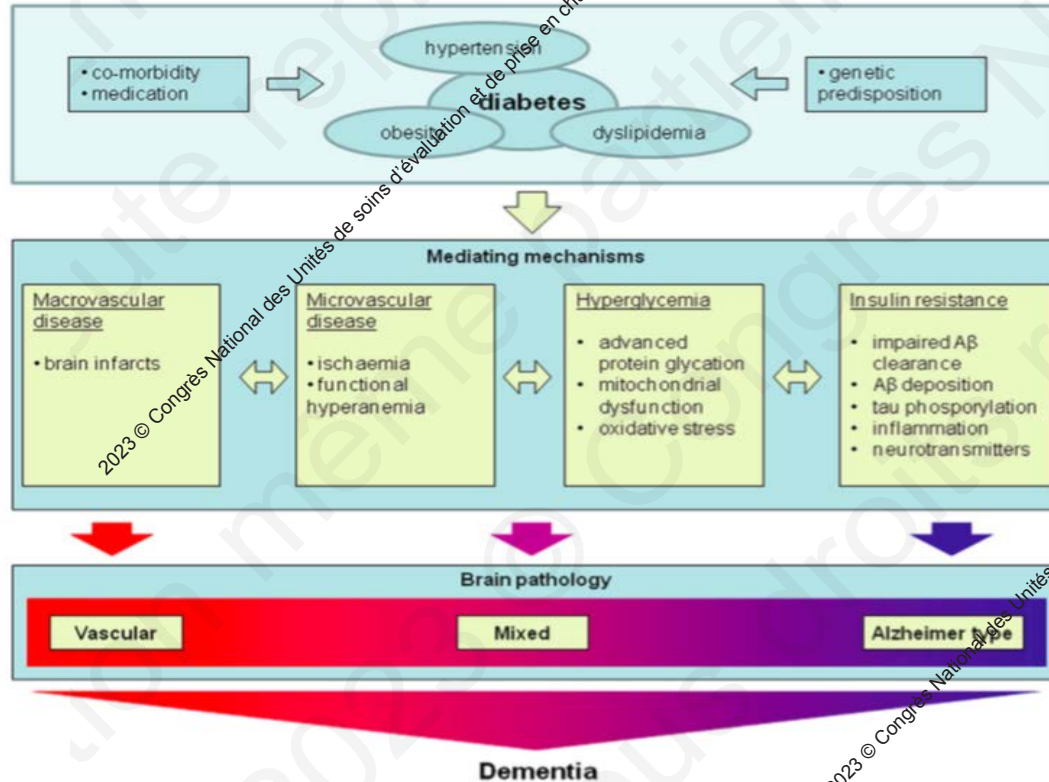 hypertension
• co-morbidity
• medication
diabetes
• genetic
predisposition
obesity
dyslipidemia
Mediating mechanisms
Macrovascular
disease
• brain infarcts
Microvascular
disease
• ischaemia
• functional
hyperanemia
Hyperglycemia
• advanced
protein glycation
• mitochondrial
dysfunction
• oxidative stress
Insulin resistance
• impaired Aβ
clearance
• Aβ deposition
• tau phosporylation
• inflammation
• neurotransmitters
Brain pathology
Vascular
Mixed
Alzheimer type
Dementia
2023 © Congrès National des Unités de soins d'évaluation et de prise en
2023 © Congrès National des Unités